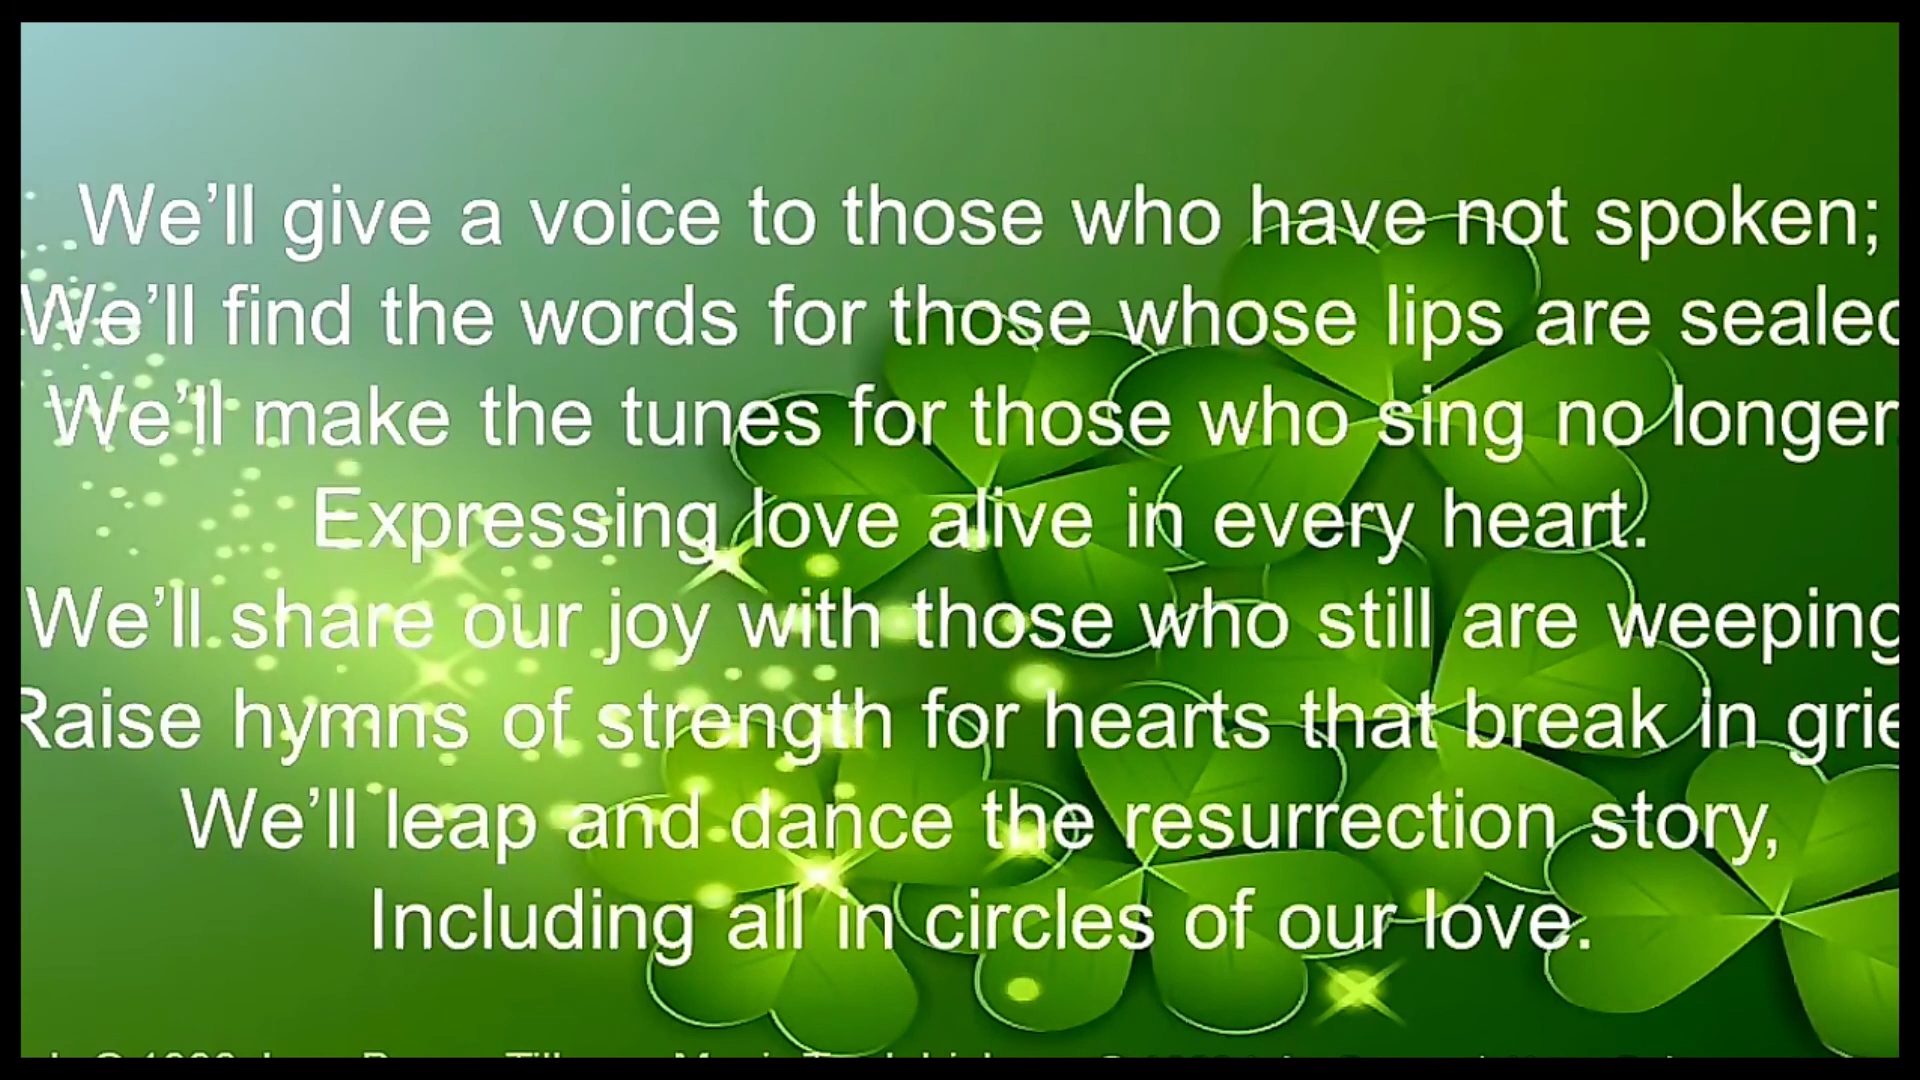 We’ll give a voice to those who have not spoken;
We’ll find the words for those whose lips are sealed
We’ll make the tunes for those who sing no longer
Expressing love alive in every heart.
We’ll share our joy with those who still are weeping
Raise hymns of strength for hearts that break in grie
We’ll leap and dance the resurrection story,
Including all in circles of our love.